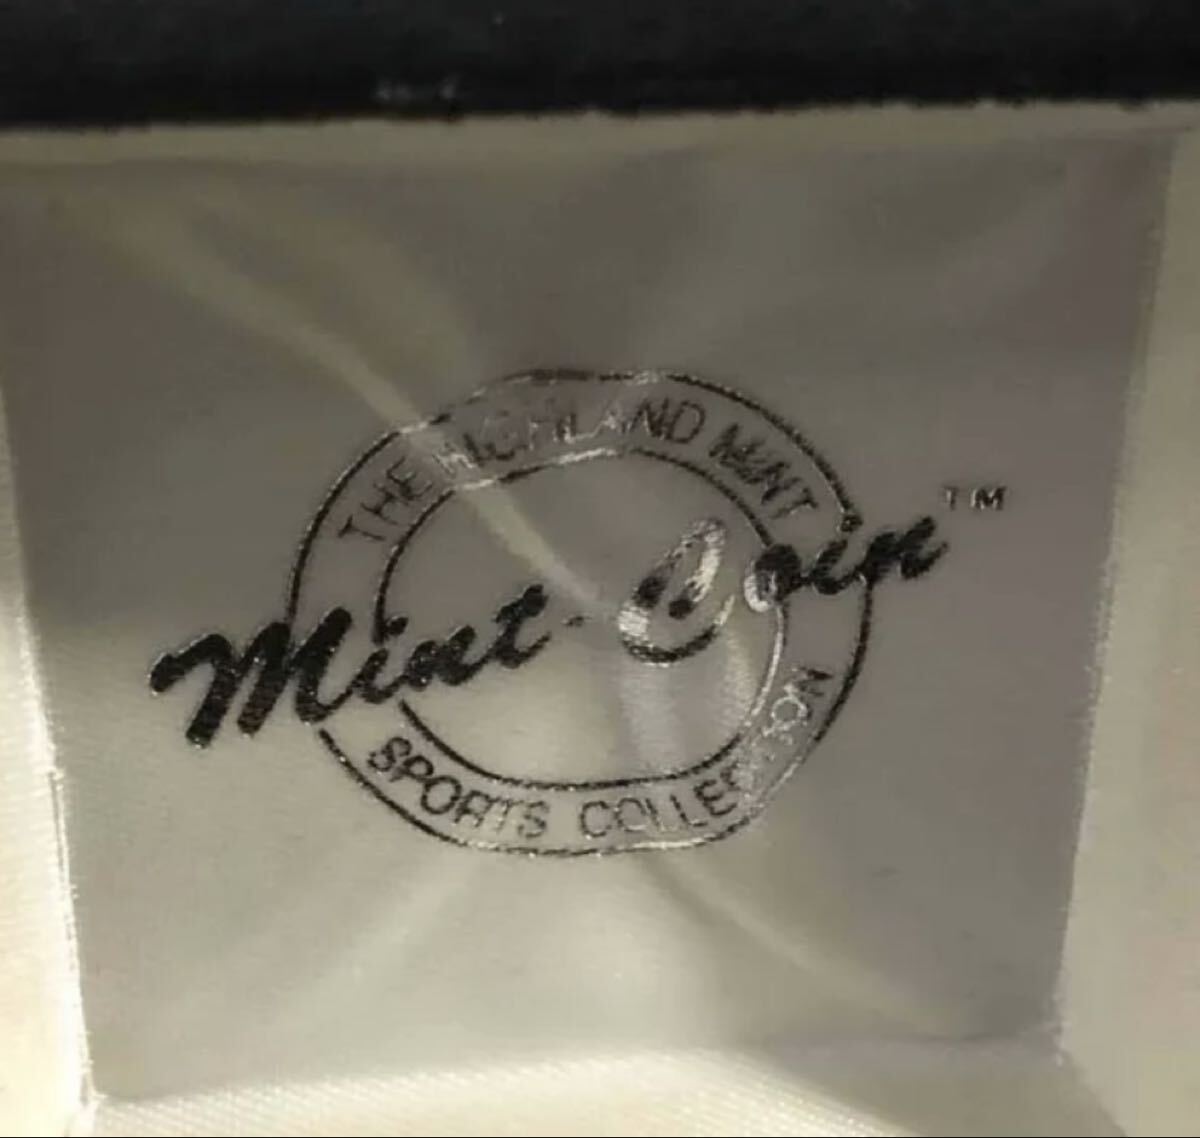 THE HIGHLAND MINT
Mint-Coin™
SPORTS COLLECTION